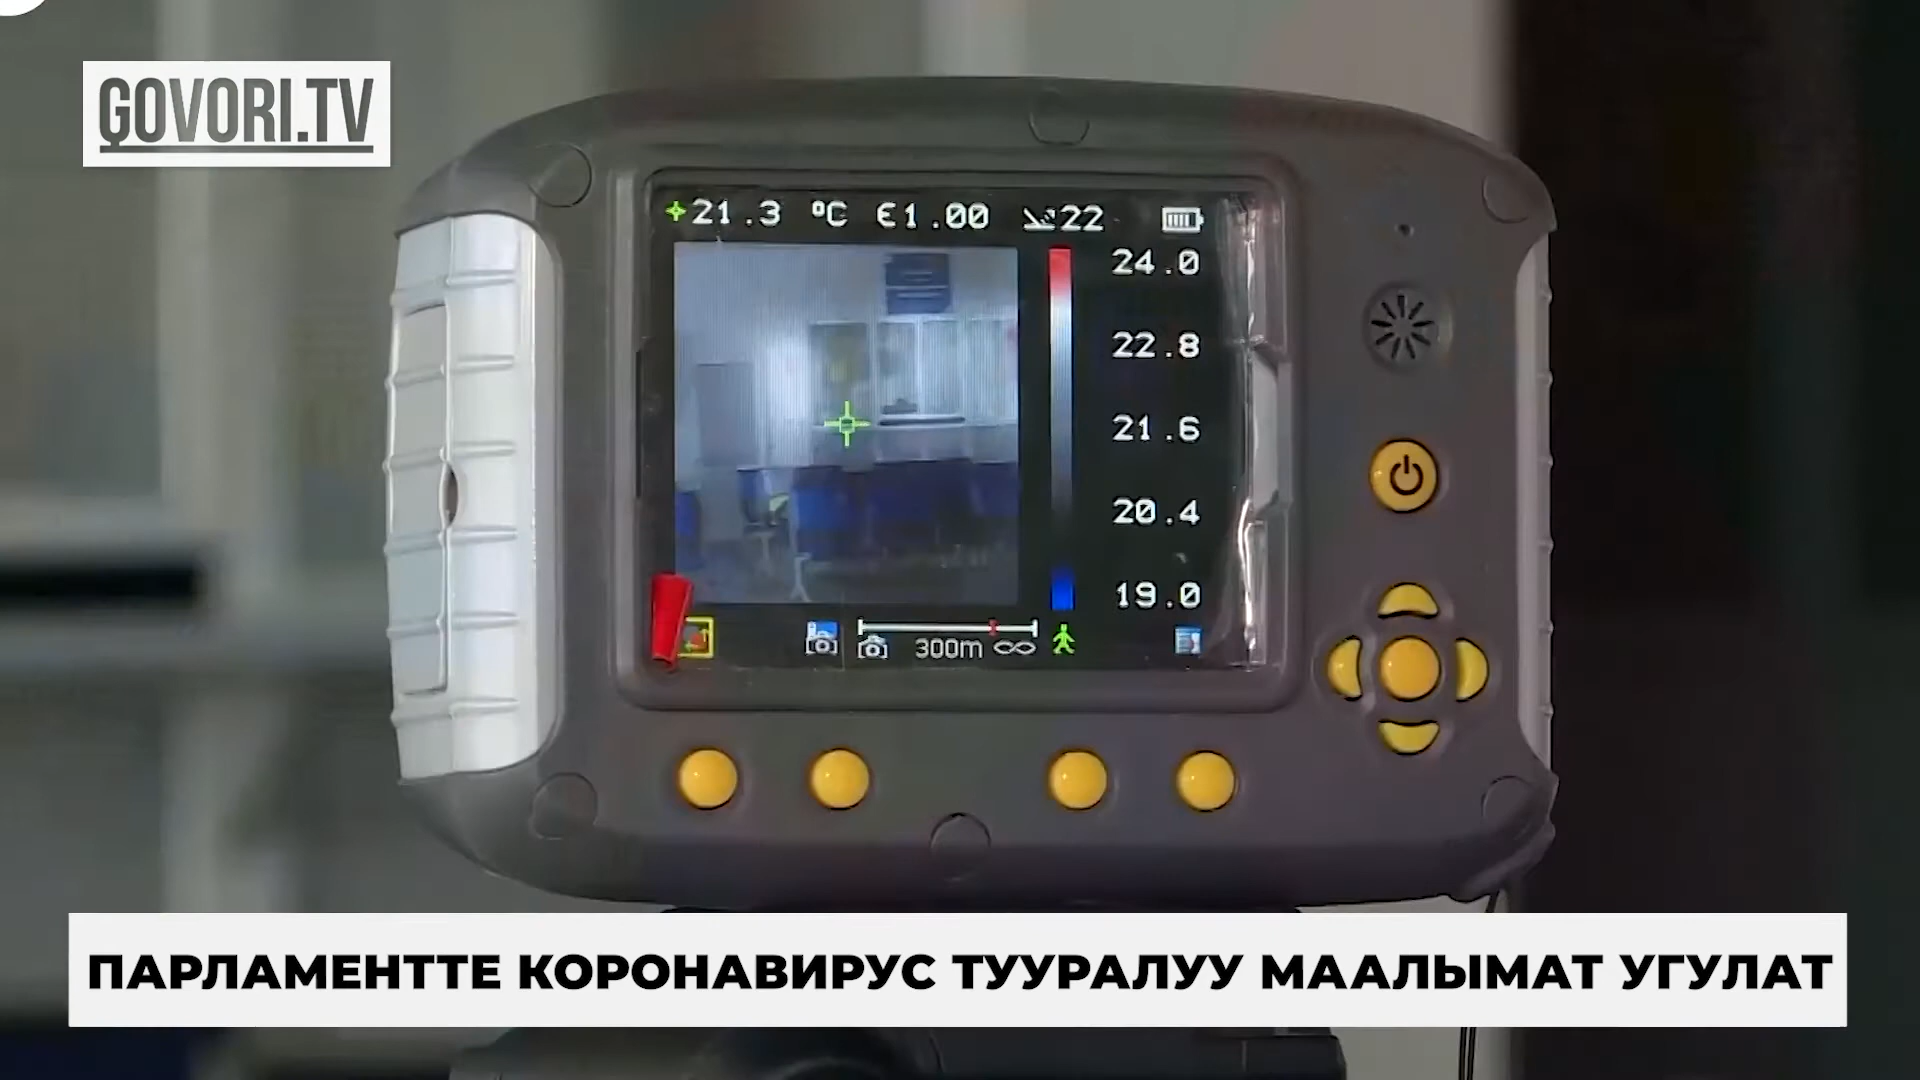 GOVORI.TV
21.3 °C €1.00 22
24.0
22.8
21.6
20.4
19.0
300m ∞
ПАРЛАМЕНТТЕ КОРОНАВИРУС ТУУРАЛУУ МААЛЫМАТ УГУЛАТ